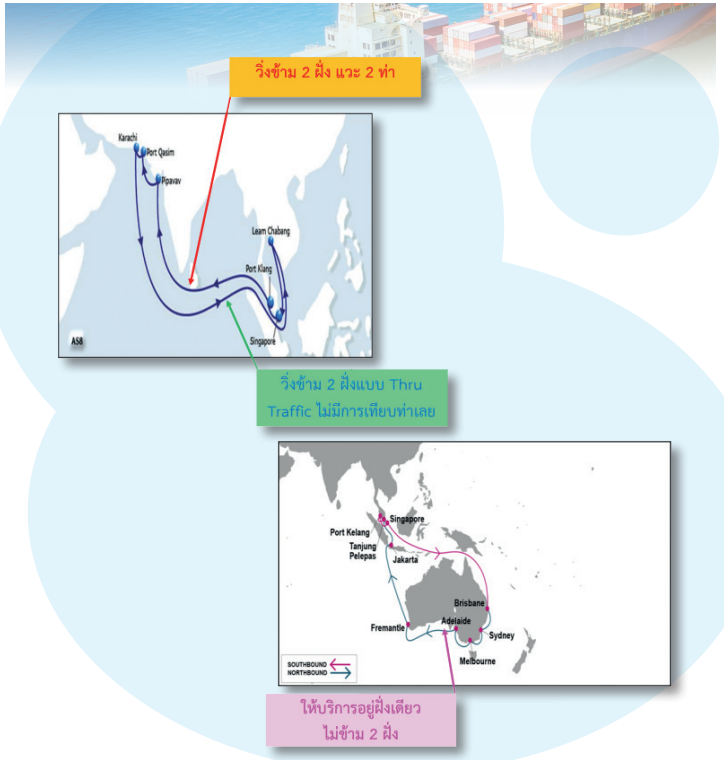 วิ่งข้าม 2 ฝั่ง แวะ 2 ท่า
Karachi
Port Qasim
Pipavav
Leam Chabang
Port Klang
Singapore
AS8
วิ่งข้าม 2 ฝั่งแบบ Thru
Traffic ไม่มีการเทียบท่าเลย
Singapore
Port Kelang
Tanjung
Pelepas
Jakarta
Brisbane
Adelaide
Fremantle
Sydney
Melbourne
SOUTHBOUND
NORTHBOUND
ให้บริการอยู่ฝั่งเดียว
ไม่ข้าม 2 ฝั่ง